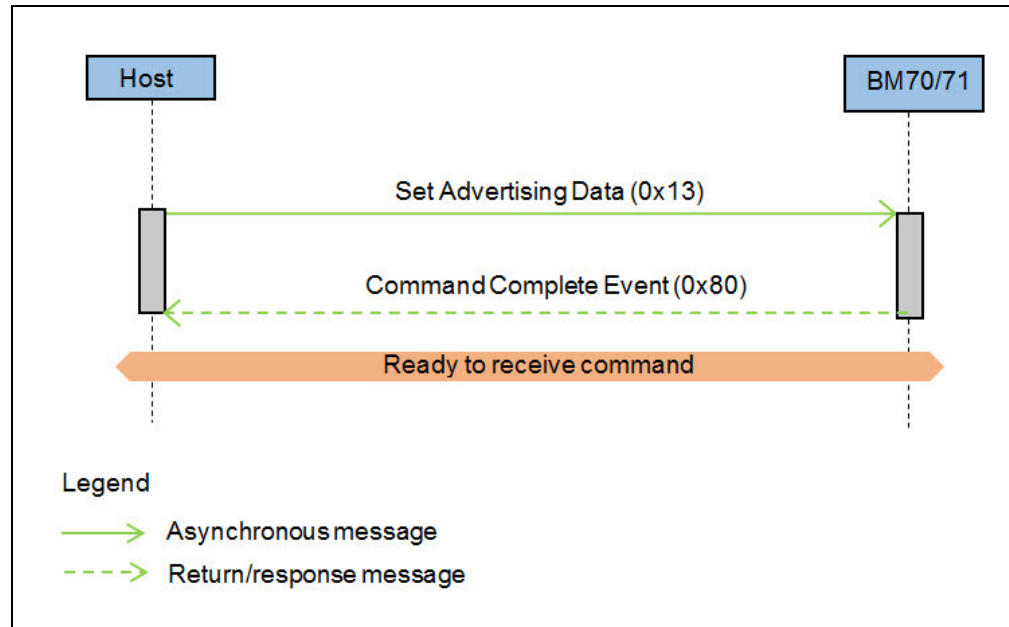 Host
BM70/71
Set Advertising Data (0x13)
Command Complete Event (0x80)
Ready to receive command
Legend
Asynchronous message
Return/response message